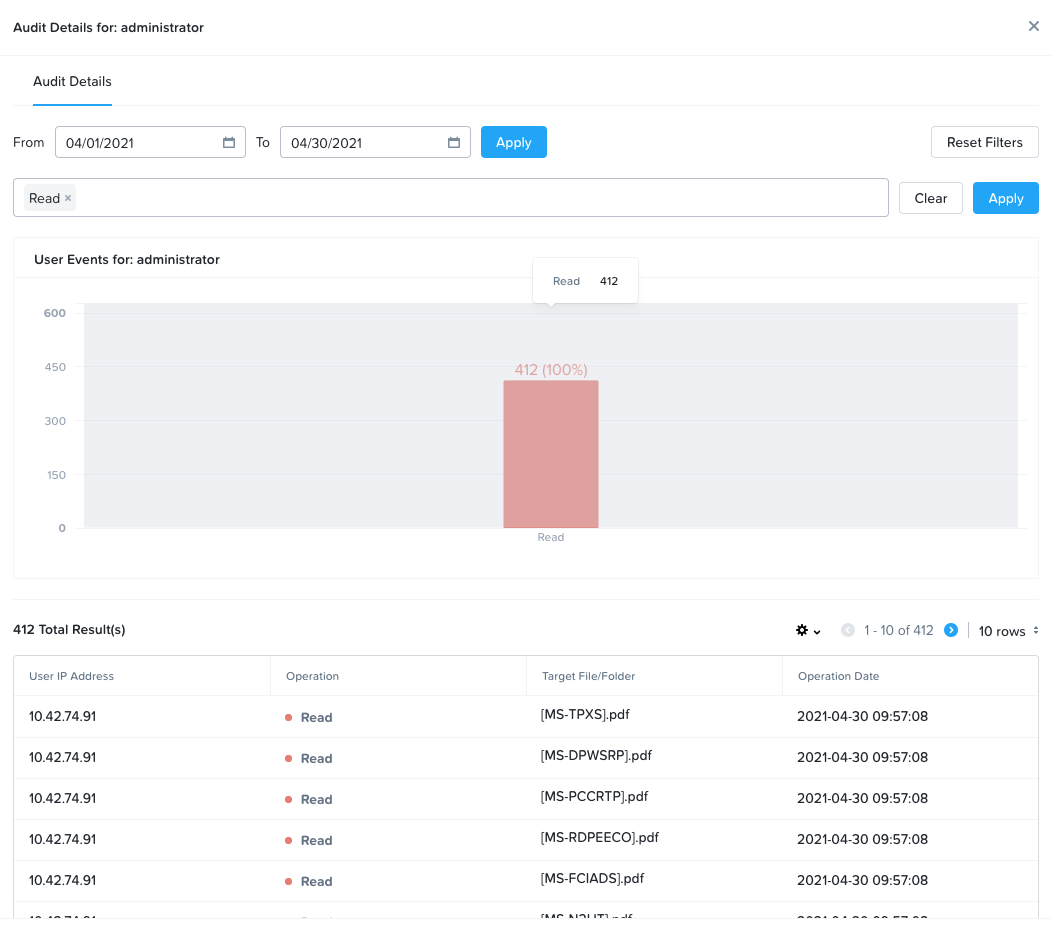 Audit Details for: administrator
Audit Details
From 04/01/2021 To 04/30/2021 Apply Reset Filters
Read × Clear Apply
User Events for: administrator
Read 412
600
450
412 (100%)
300
150
0
Read
412 Total Result(s) 1 - 10 of 412 10 rows
User IP Address Operation Target File/Folder Operation Date
10.42.74.91 Read [MS-TPXS].pdf 2021-04-30 09:57:08
10.42.74.91 Read [MS-DPWSRP].pdf 2021-04-30 09:57:08
10.42.74.91 Read [MS-PCCRTP].pdf 2021-04-30 09:57:08
10.42.74.91 Read [MS-RDPEECO].pdf 2021-04-30 09:57:08
10.42.74.91 Read [MS-FCIADS].pdf 2021-04-30 09:57:08